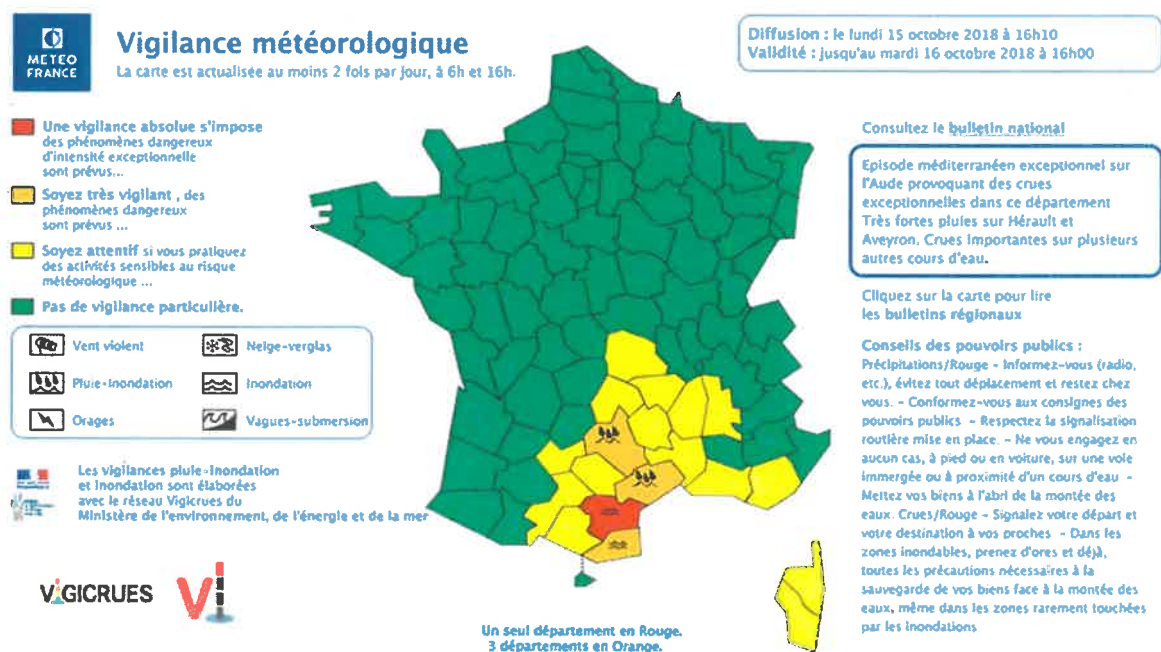 METEO
FRANCE
Vigilance météorologique
La carte est actualisée au moins 2 fois par jour, à 6h et 16h.
Diffusion : le lundi 15 octobre 2018 à 16h10
Validité : jusqu'au mardi 16 octobre 2018 à 16h00
Une vigilance absolue s'impose
des phénomènes dangereux
d'intensité exceptionnelle
sont prévus...
Soyez très vigilant , des
phénomènes dangereux
sont prévus ...
Soyez attentif si vous pratiquez
des activités sensibles au risque
météorologique ...
Pas de vigilance particulière.
Vent violent
Neige-verglas
Pluie-inondation
Inondation
Orages
Vagues-submersion
Les vigilances pluie-inondation
et inondation sont élaborées
avec le réseau Vigicrues du
Ministère de l'environnement, de l'énergie et de la mer
VIGICRUES
Vi
Un seul département en Rouge.
3 départements en Orange.
Consultez le bulletin national
Episode méditerranéen exceptionnel sur
l'Aude provoquant des crues
exceptionnelles dans ce département
Très fortes pluies sur Hérault et
Aveyron. Crues importantes sur plusieurs
autres cours d'eau.
Cliquez sur la carte pour lire
les bulletins régionaux
Conseils des pouvoirs publics :
Précipitations/Rouge - Informez-vous (radio,
etc.), évitez tout déplacement et restez chez
vous. - Conformez-vous aux consignes des
pouvoirs publics - Respectez la signalisation
routière mise en place. - Ne vous engagez en
aucun cas, à pied ou en voiture, sur une voie
immergée ou à proximité d'un cours d'eau -
Mettez vos biens à l'abri de la montée des
eaux. Crues/Rouge - Signalez votre départ et
votre destination à vos proches - Dans les
zones inondables, prenez d'ores et déjà,
toutes les précautions nécessaires à la
sauvegarde de vos biens face à la montée des
eaux, même dans les zones rarement touchées
par les inondations